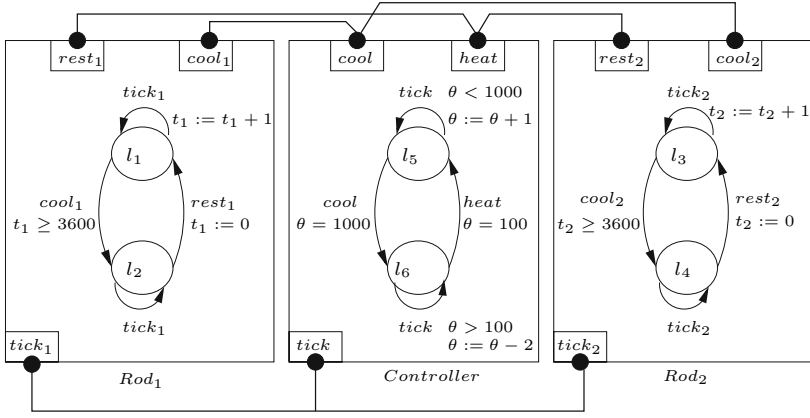 rest₁ cool₁ cool heat rest₂ cool₂
tick₁
t₁ := t₁ + 1
l₁
cool₁
t₁ ≥ 3600
rest₁
t₁ := 0
l₂
tick₁
tick₁
Rod₁
tick θ < 1000
θ := θ + 1
l₅
cool
θ = 1000
heat
θ = 100
l₆
tick θ > 100
θ := θ − 2
tick
Controller
tick₂
t₂ := t₂ + 1
l₃
cool₂
t₂ ≥ 3600
rest₂
t₂ := 0
l₄
tick₂
tick₂
Rod₂